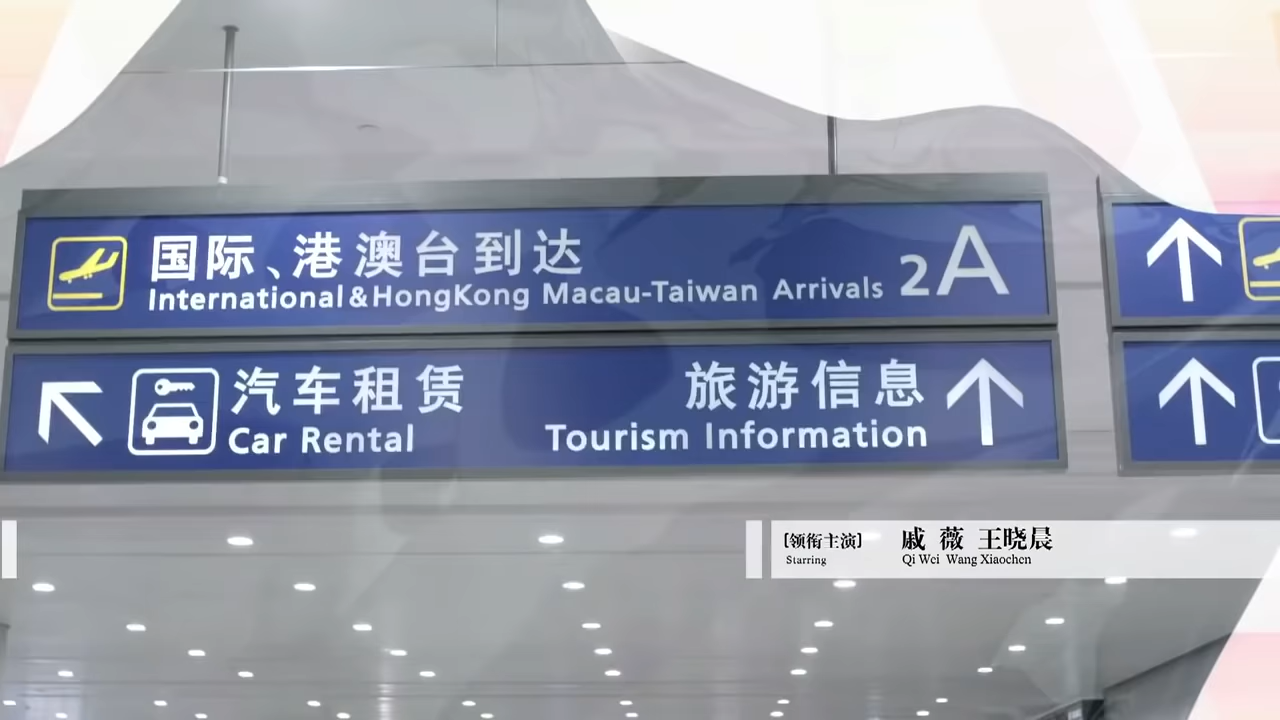 国际、港澳台到达
International&HongKong Macau-Taiwan Arrivals
2A
汽车租赁
Car Rental
旅游信息
Tourism Information
[领衔主演] 戚 薇 王晓晨
Starring Qi Wei Wang Xiaochen